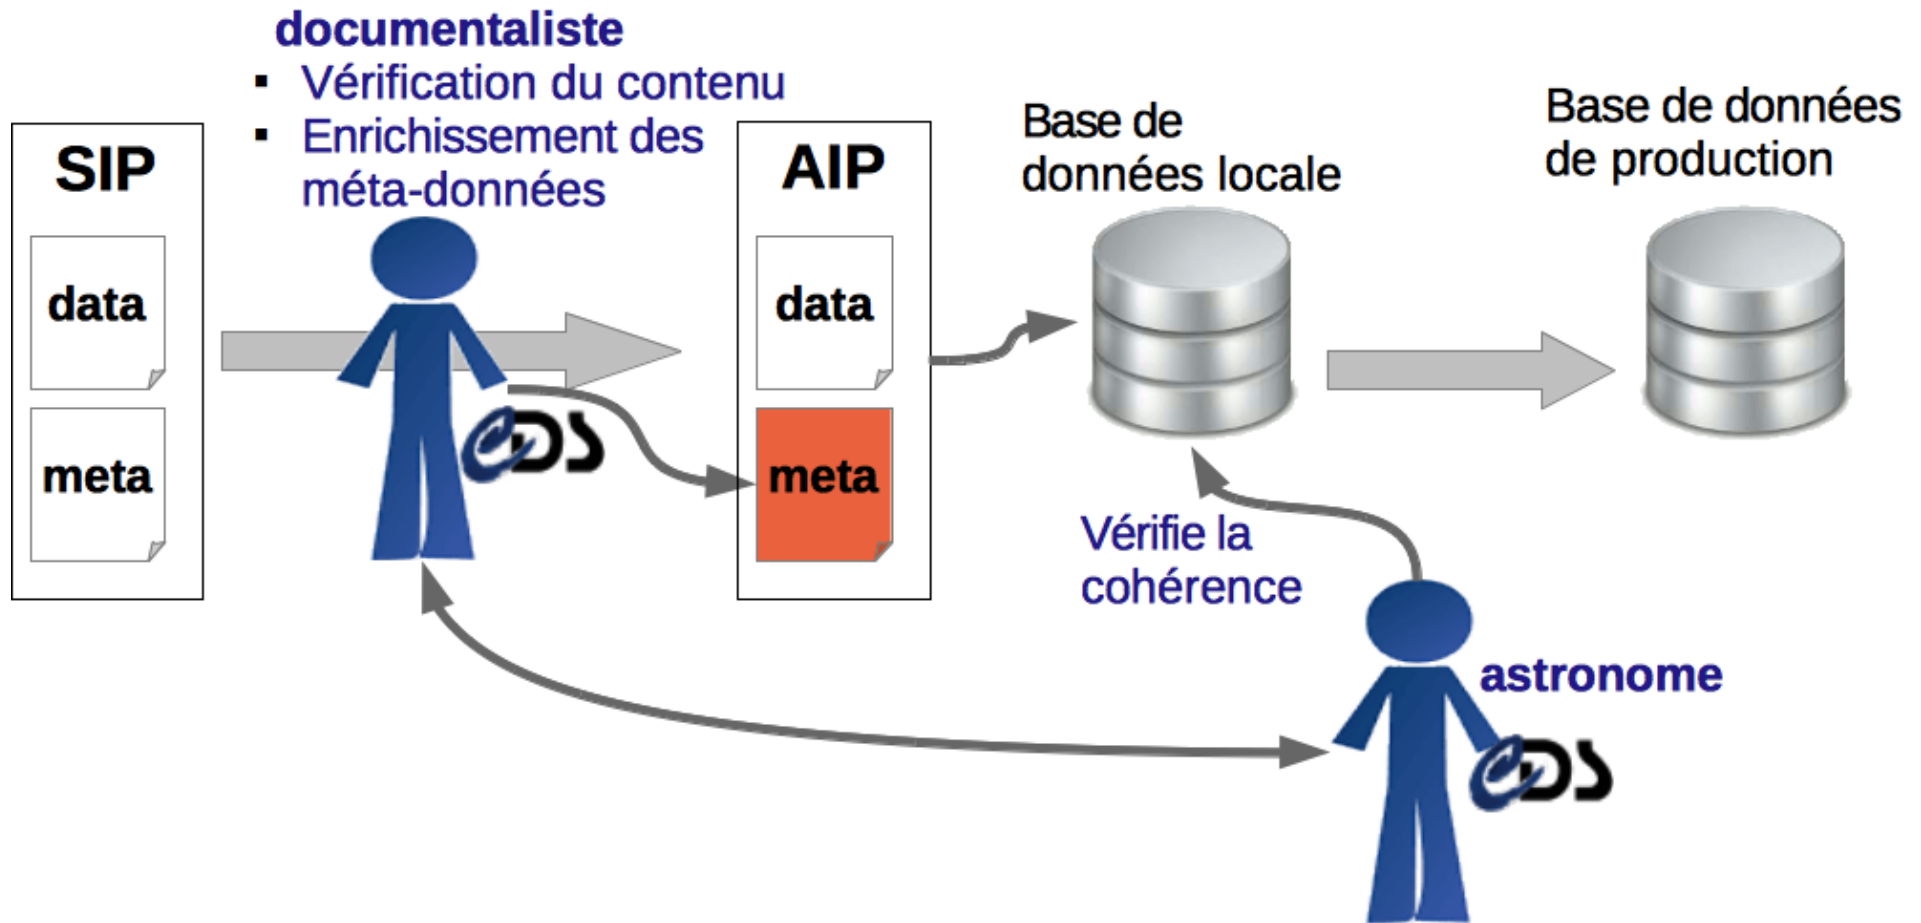 documentaliste
▪ Vérification du contenu
▪ Enrichissement des
méta-données
SIP
data
meta
CDS
AIP
data
meta
Base de
données locale
Base de données
de production
Vérifie la
cohérence
astronome
CDS